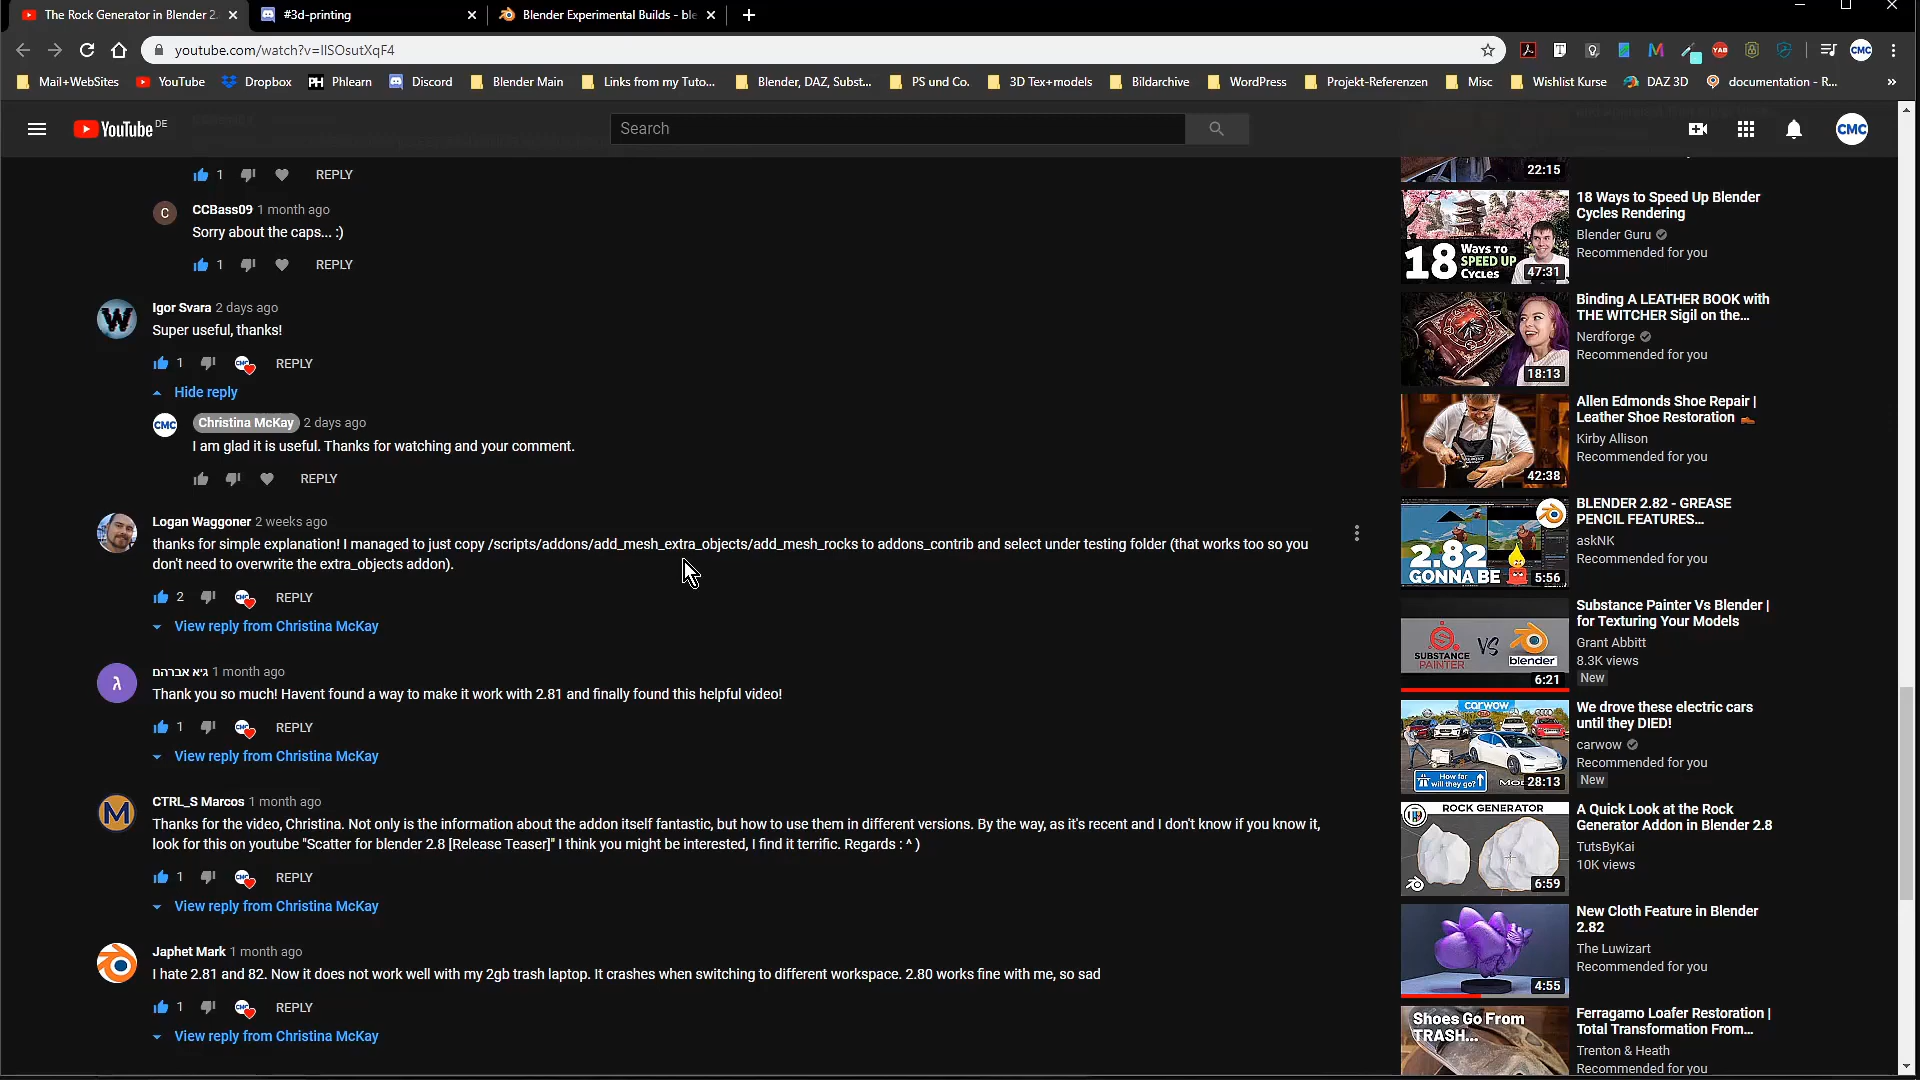 The Rock Generator in Blender 2.
#3d-printing
Blender Experimental Builds - ble
youtube.com/watch?v=IlSOsutXqF4
CMC
Mail+WebSites
YouTube
Dropbox
Phlearn
Discord
Blender Main
Links from my Tuto...
Blender, DAZ, Subst...
PS und Co.
3D Tex+models
Bildarchive
WordPress
Projekt-Referenzen
Misc
Wishlist Kurse
DAZ 3D
documentation - R...
YouTube DE
Search
CMC
1 REPLY
CCBass09 1 month ago
Sorry about the caps... :)
1 REPLY
Igor Svara 2 days ago
Super useful, thanks!
1 REPLY
Hide reply
Christina McKay 2 days ago
I am glad it is useful. Thanks for watching and your comment.
REPLY
Logan Waggoner 2 weeks ago
thanks for simple explanation! I managed to just copy /scripts/addons/add_mesh_extra_objects/add_mesh_rocks to addons_contrib and select under testing folder (that works too so you
don't need to overwrite the extra_objects addon).
2 REPLY
View reply from Christina McKay
גיא אברהם 1 month ago
Thank you so much! Havent found a way to make it work with 2.81 and finally found this helpful video!
1 REPLY
View reply from Christina McKay
CTRL_S Marcos 1 month ago
Thanks for the video, Christina. Not only is the information about the addon itself fantastic, but how to use them in different versions. By the way, as it's recent and I don't know if you know it,
look for this on youtube "Scatter for blender 2.8 [Release Teaser]" I think you might be interested, I find it terrific. Regards : ^ )
1 REPLY
View reply from Christina McKay
Japhet Mark 1 month ago
I hate 2.81 and 82. Now it does not work well with my 2gb trash laptop. It crashes when switching to different workspace. 2.80 works fine with me, so sad
1 REPLY
View reply from Christina McKay
22:15
18 Ways to SPEED UP Cycles
47:31
18 Ways to Speed Up Blender
Cycles Rendering
Blender Guru
Recommended for you
18:13
Binding A LEATHER BOOK with
THE WITCHER Sigil on the...
Nerdforge
Recommended for you
42:38
Allen Edmonds Shoe Repair |
Leather Shoe Restoration
Kirby Allison
Recommended for you
2.82
GONNA BE
5:56
BLENDER 2.82 - GREASE
PENCIL FEATURES...
askNK
Recommended for you
SUBSTANCE PAINTER VS blender
6:21
Substance Painter Vs Blender |
for Texturing Your Models
Grant Abbitt
8.3K views
New
carwow
How far
will they go?
28:13
We drove these electric cars
until they DIED!
carwow
Recommended for you
New
ROCK GENERATOR
6:59
A Quick Look at the Rock
Generator Addon in Blender 2.8
TutsByKai
10K views
4:55
New Cloth Feature in Blender
2.82
The Luwizart
Recommended for you
Shoes Go From
TRASH...
Ferragamo Loafer Restoration |
Total Transformation From...
Trenton & Heath
Recommended for you